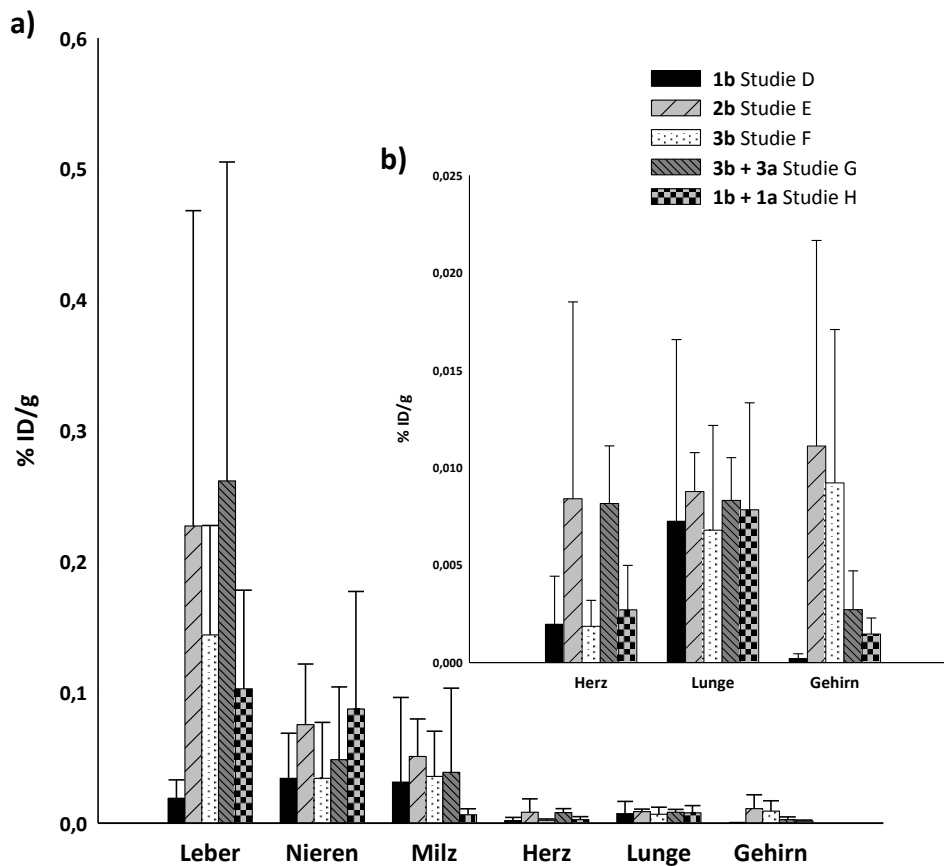 a)
% ID/g
0,6
0,5
0,4
0,3
0,2
0,1
0,0
Leber Nieren Milz Herz Lunge Gehirn
1b Studie D
2b Studie E
3b Studie F
3b + 3a Studie G
1b + 1a Studie H
b)
% ID/g
0,025
0,020
0,015
0,010
0,005
0,000
Herz Lunge Gehirn